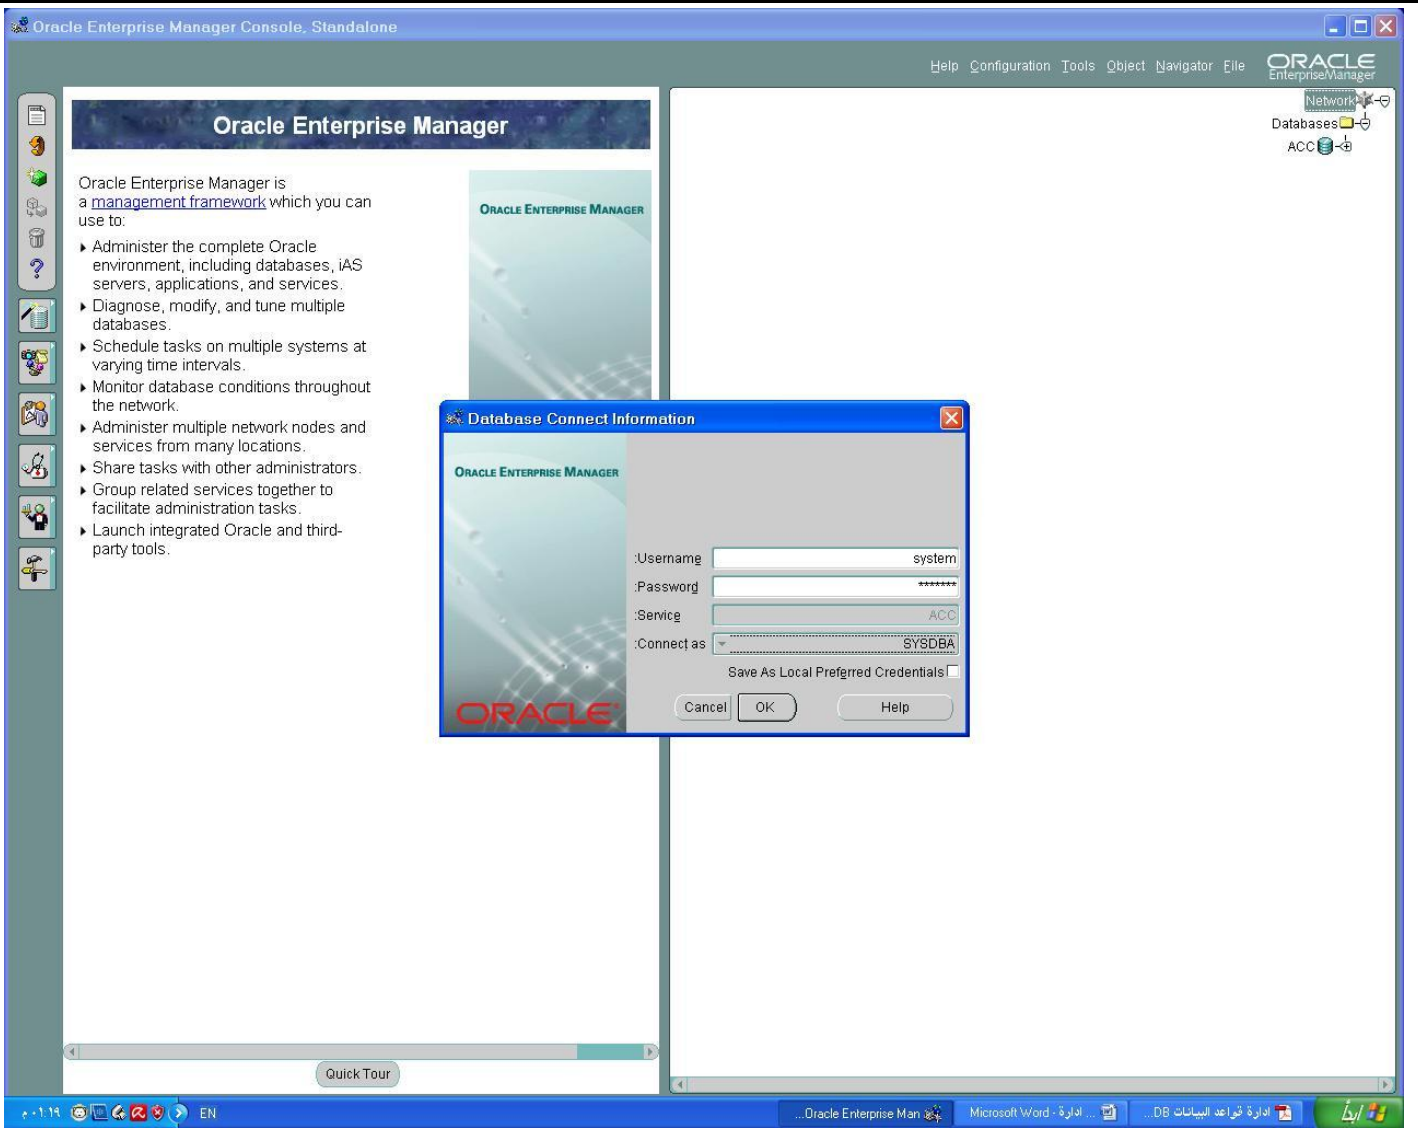 Oracle Enterprise Manager Console, Standalone
Help Configuration Tools Object Navigator File
ORACLE
EnterpriseManager
Network
Databases
ACC
Oracle Enterprise Manager
Oracle Enterprise Manager is
a management framework which you can
use to:
Administer the complete Oracle
environment, including databases, iAS
servers, applications, and services.
Diagnose, modify, and tune multiple
databases.
Schedule tasks on multiple systems at
varying time intervals.
Monitor database conditions throughout
the network.
Administer multiple network nodes and
services from many locations.
Share tasks with other administrators.
Group related services together to
facilitate administration tasks.
Launch integrated Oracle and third-
party tools.
ORACLE ENTERPRISE MANAGER
Database Connect Information
ORACLE ENTERPRISE MANAGER
ORACLE
:Username system
:Password *******
:Service ACC
:Connect as SYSDBA
Save As Local Preferred Credentials
Cancel OK Help
Quick Tour
ابدأ
ادارة قواعد البيانات DB...
ادارة - Microsoft Word ...
...Oracle Enterprise Man
EN
٠١:١٩ م